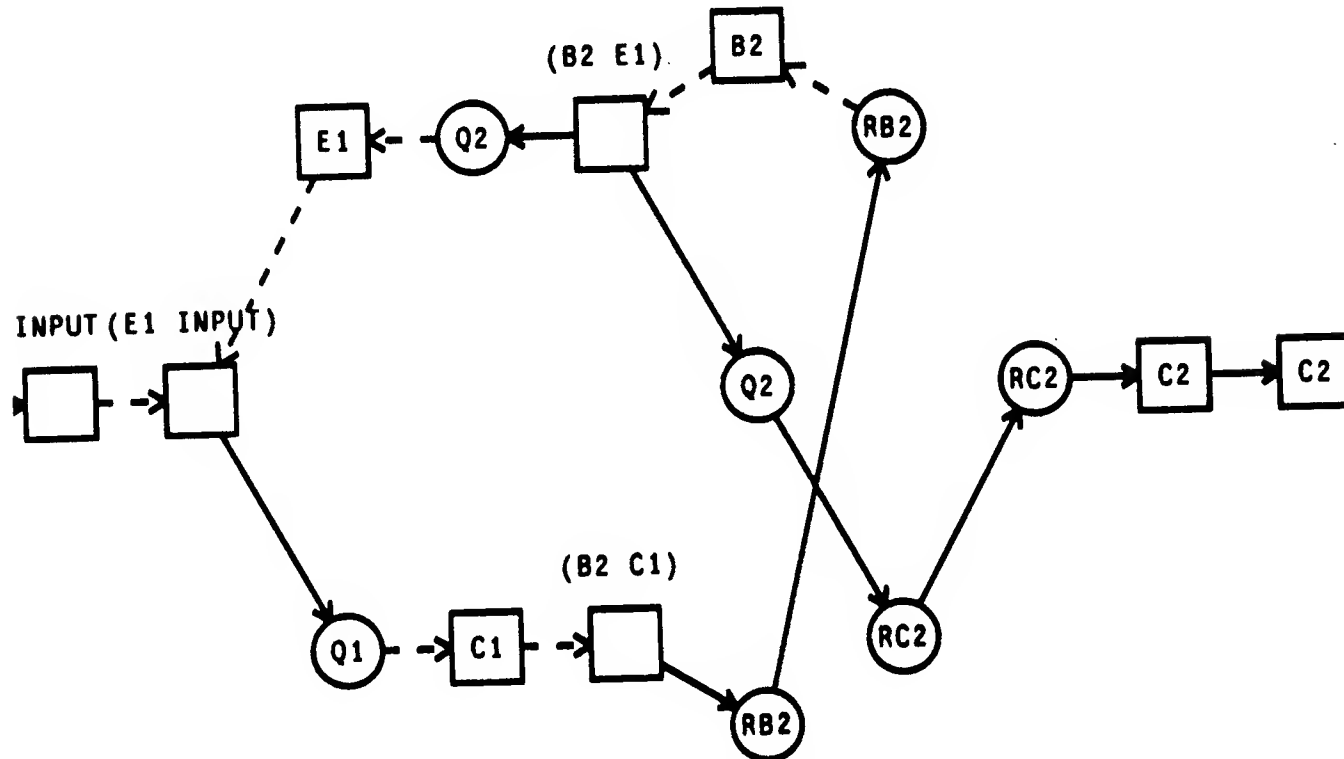 B2
(B2 E1)
E1
Q2
RB2
INPUT (E1 INPUT)
Q2
RC2
C2
C2
(B2 C1)
Q1
C1
RC2
RB2